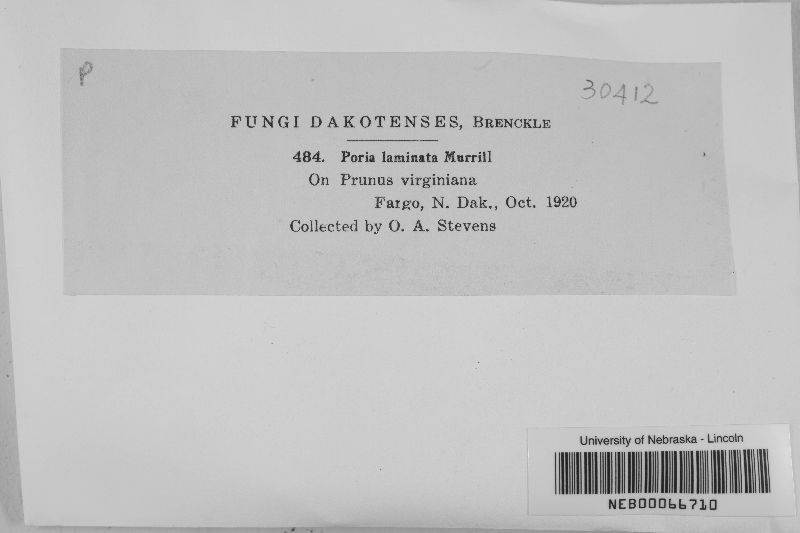 P
30412
FUNGI DAKOTENSES, BRENCKLE
484. Poria laminata Murrill
On Prunus virginiana
Fargo, N. Dak., Oct. 1920
Collected by O. A. Stevens
University of Nebraska - Lincoln
NEB00066710